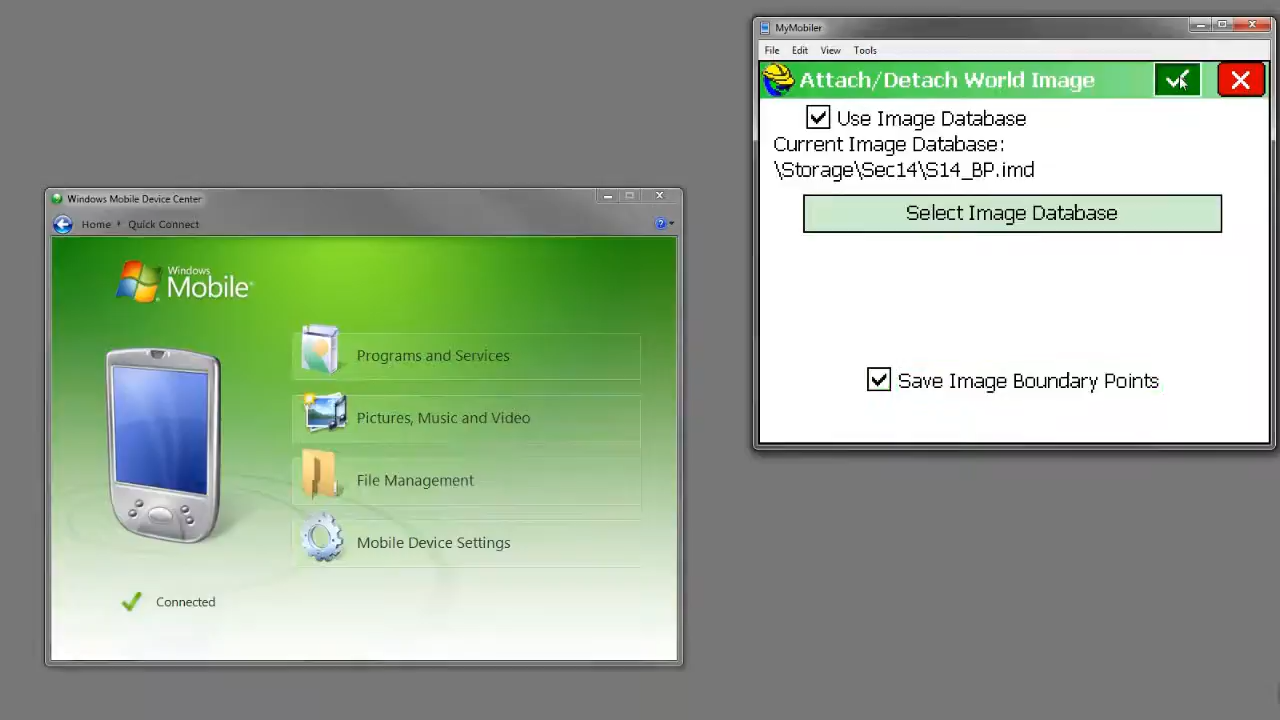 MyMobiler
File Edit View Tools
Attach/Detach World Image
Use Image Database
Current Image Database:
\Storage\Sec14\S14_BP.imd
Select Image Database
Save Image Boundary Points
Windows Mobile Device Center
Home Quick Connect
Windows
Mobile
Programs and Services
Pictures, Music and Video
File Management
Mobile Device Settings
Connected